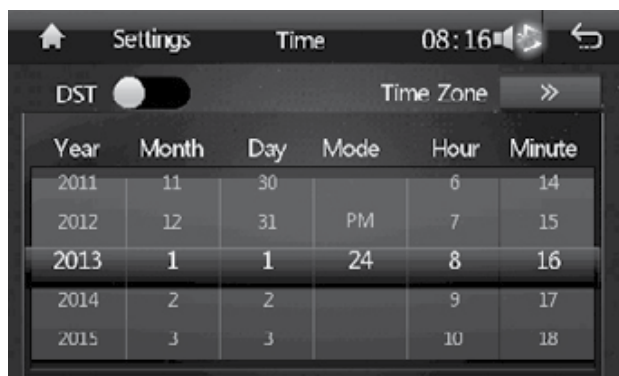 Settings Time 08:16
DST Time Zone »
Year Month Day Mode Hour Minute
2011 11 30 6 14
2012 12 31 PM 7 15
2013 1 1 24 8 16
2014 2 2 9 17
2015 3 3 10 18